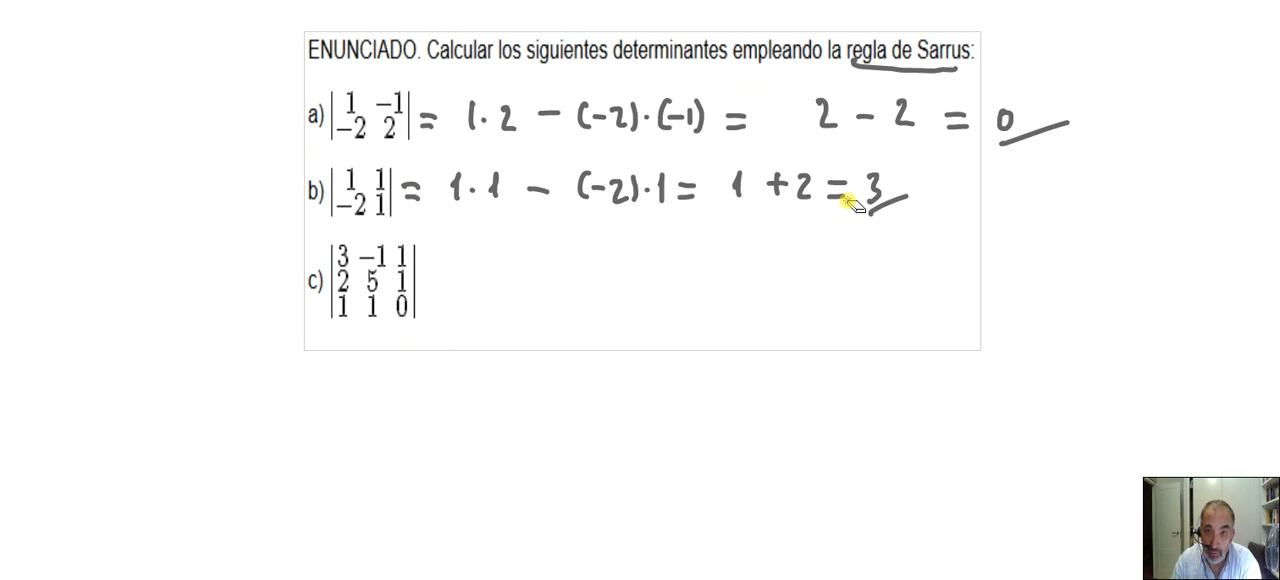 ENUNCIADO. Calcular los siguientes determinantes empleando la regla de Sarrus:
a) |1 −1| = 1·2 − (−2)·(−1) = 2 − 2 = 0
|−2 2|
b) |1 1| = 1·1 − (−2)·1 = 1 + 2 = 3
|−2 1|
|3 −1 1|
c) |2 5 1|
|1 1 0|